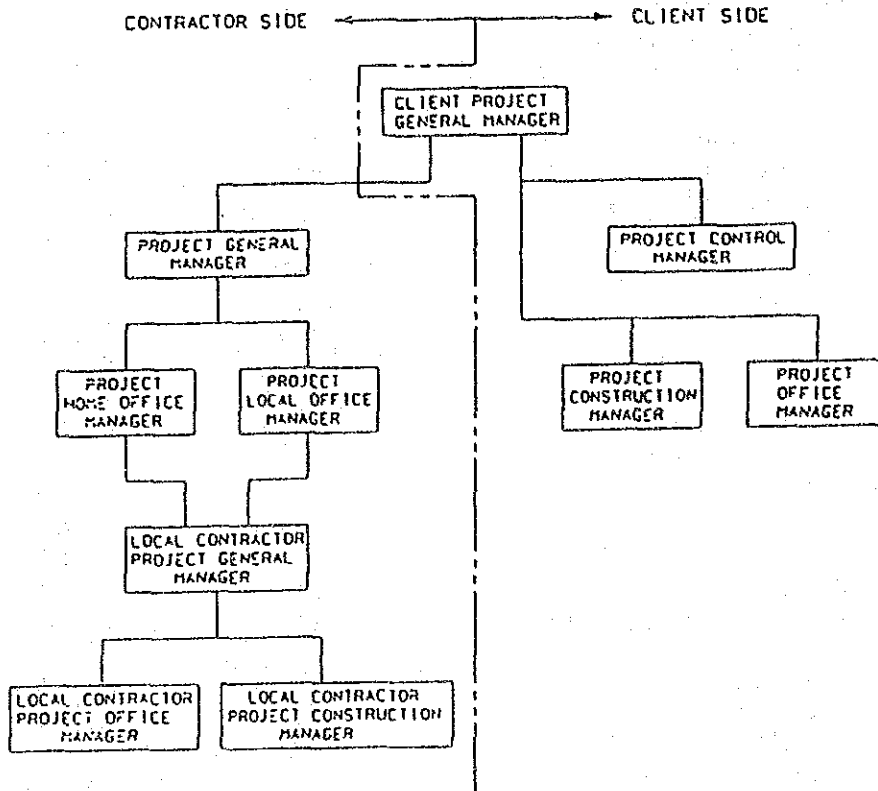 CONTRACTOR SIDE
CLIENT SIDE
CLIENT PROJECT
GENERAL MANAGER
PROJECT GENERAL
MANAGER
PROJECT CONTROL
MANAGER
PROJECT
HOME OFFICE
MANAGER
PROJECT
LOCAL OFFICE
MANAGER
PROJECT
CONSTRUCTION
MANAGER
PROJECT
OFFICE
MANAGER
LOCAL CONTRACTOR
PROJECT GENERAL
MANAGER
LOCAL CONTRACTOR
PROJECT OFFICE
MANAGER
LOCAL CONTRACTOR
PROJECT CONSTRUCTION
MANAGER